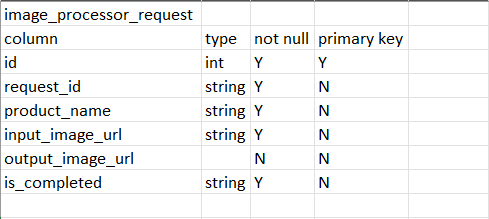 image_processor_request
column type not null primary key
id int Y Y
request_id string Y N
product_name string Y N
input_image_url string Y N
output_image_url N N
is_completed string Y N